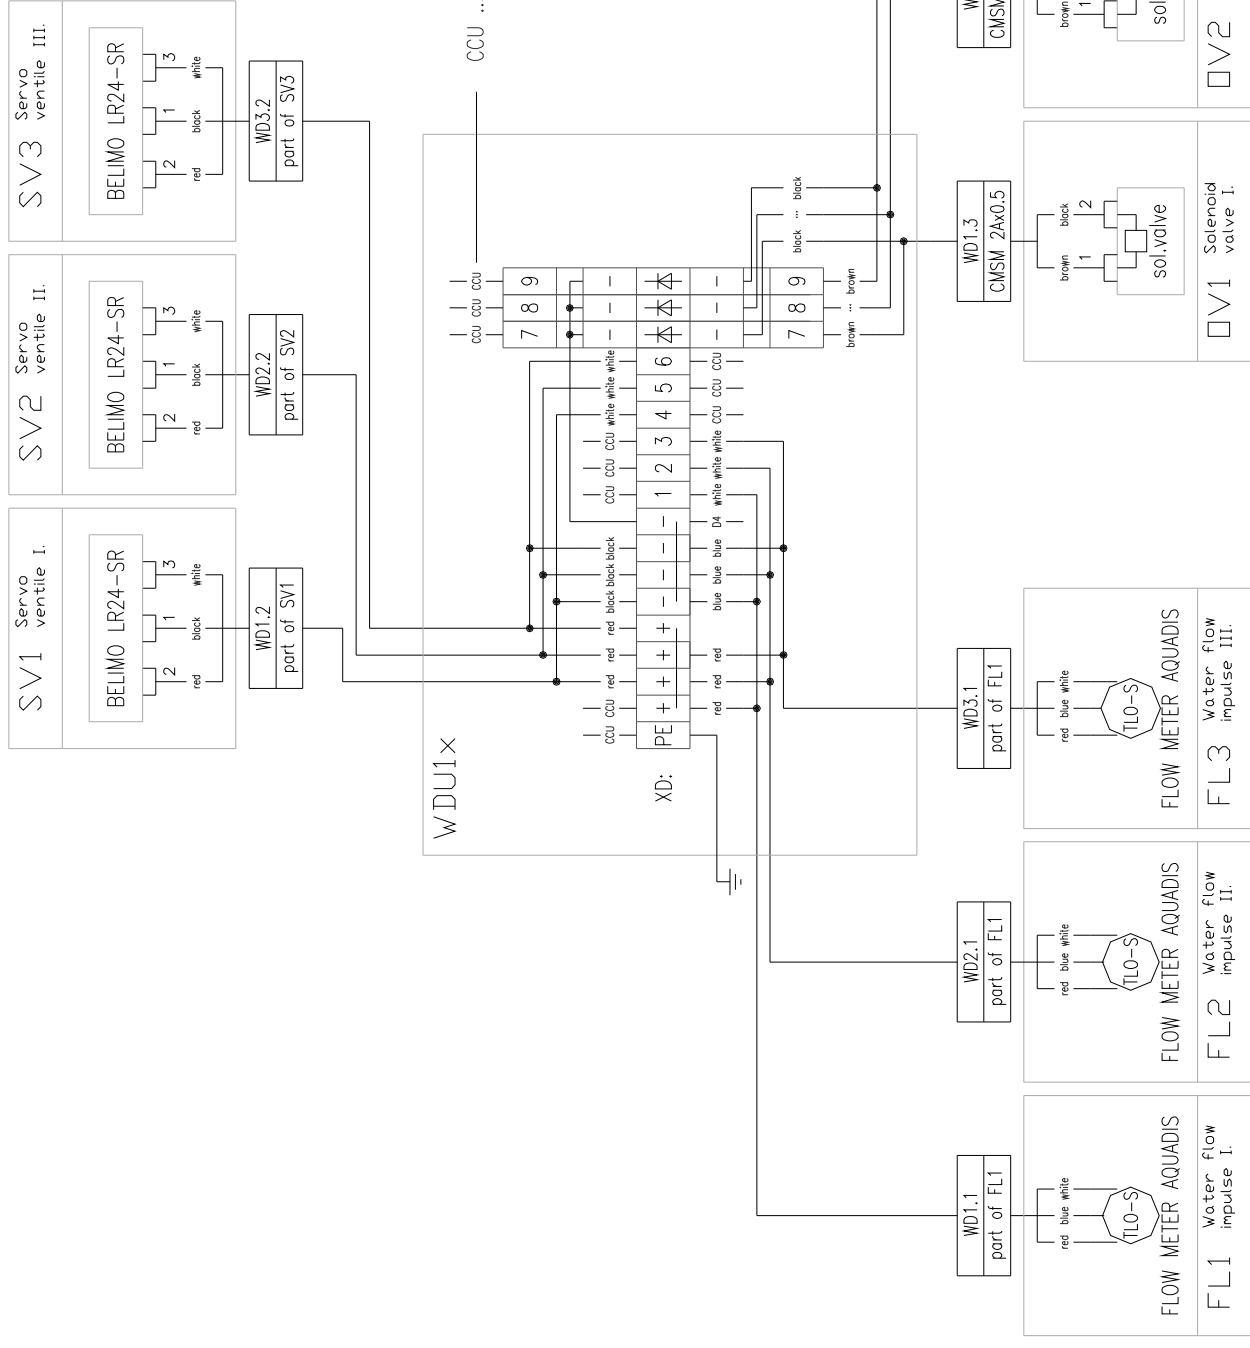 SV1 Servo
ventile I.
BELIMO LR24-SR
2 1 3
red black white
WD1.2
part of SV1
SV2 Servo
ventile II.
BELIMO LR24-SR
2 1 3
red black white
WD2.2
part of SV2
SV3 Servo
ventile III.
BELIMO LR24-SR
2 1 3
red black white
WD3.2
part of SV3
CCU ...
WDU1x
CCU CCU CCU
7 8 9
CCU CCU red red red black black black CCU CCU CCU white white white
- - -
XD: PE + + + + - - - - 1 2 3 4 5 6
red red red blue blue blue D4 white white white CCU CCU CCU
- - -
7 8 9
black ... black
brown ... brown
WD1.1
part of FL1
red blue white
TLO-S
FLOW METER AQUADIS
FL1 Water flow
impulse I.
WD2.1
part of FL1
red blue white
TLO-S
FLOW METER AQUADIS
FL2 Water flow
impulse II.
WD3.1
part of FL1
red blue white
TLO-S
FLOW METER AQUADIS
FL3 Water flow
impulse III.
WD1.3
CMSM 2Ax0.5
brown black
1 2
sol.valve
OV1 Solenoid
valve I.
W
CMSM
brown
1
sol
OV2